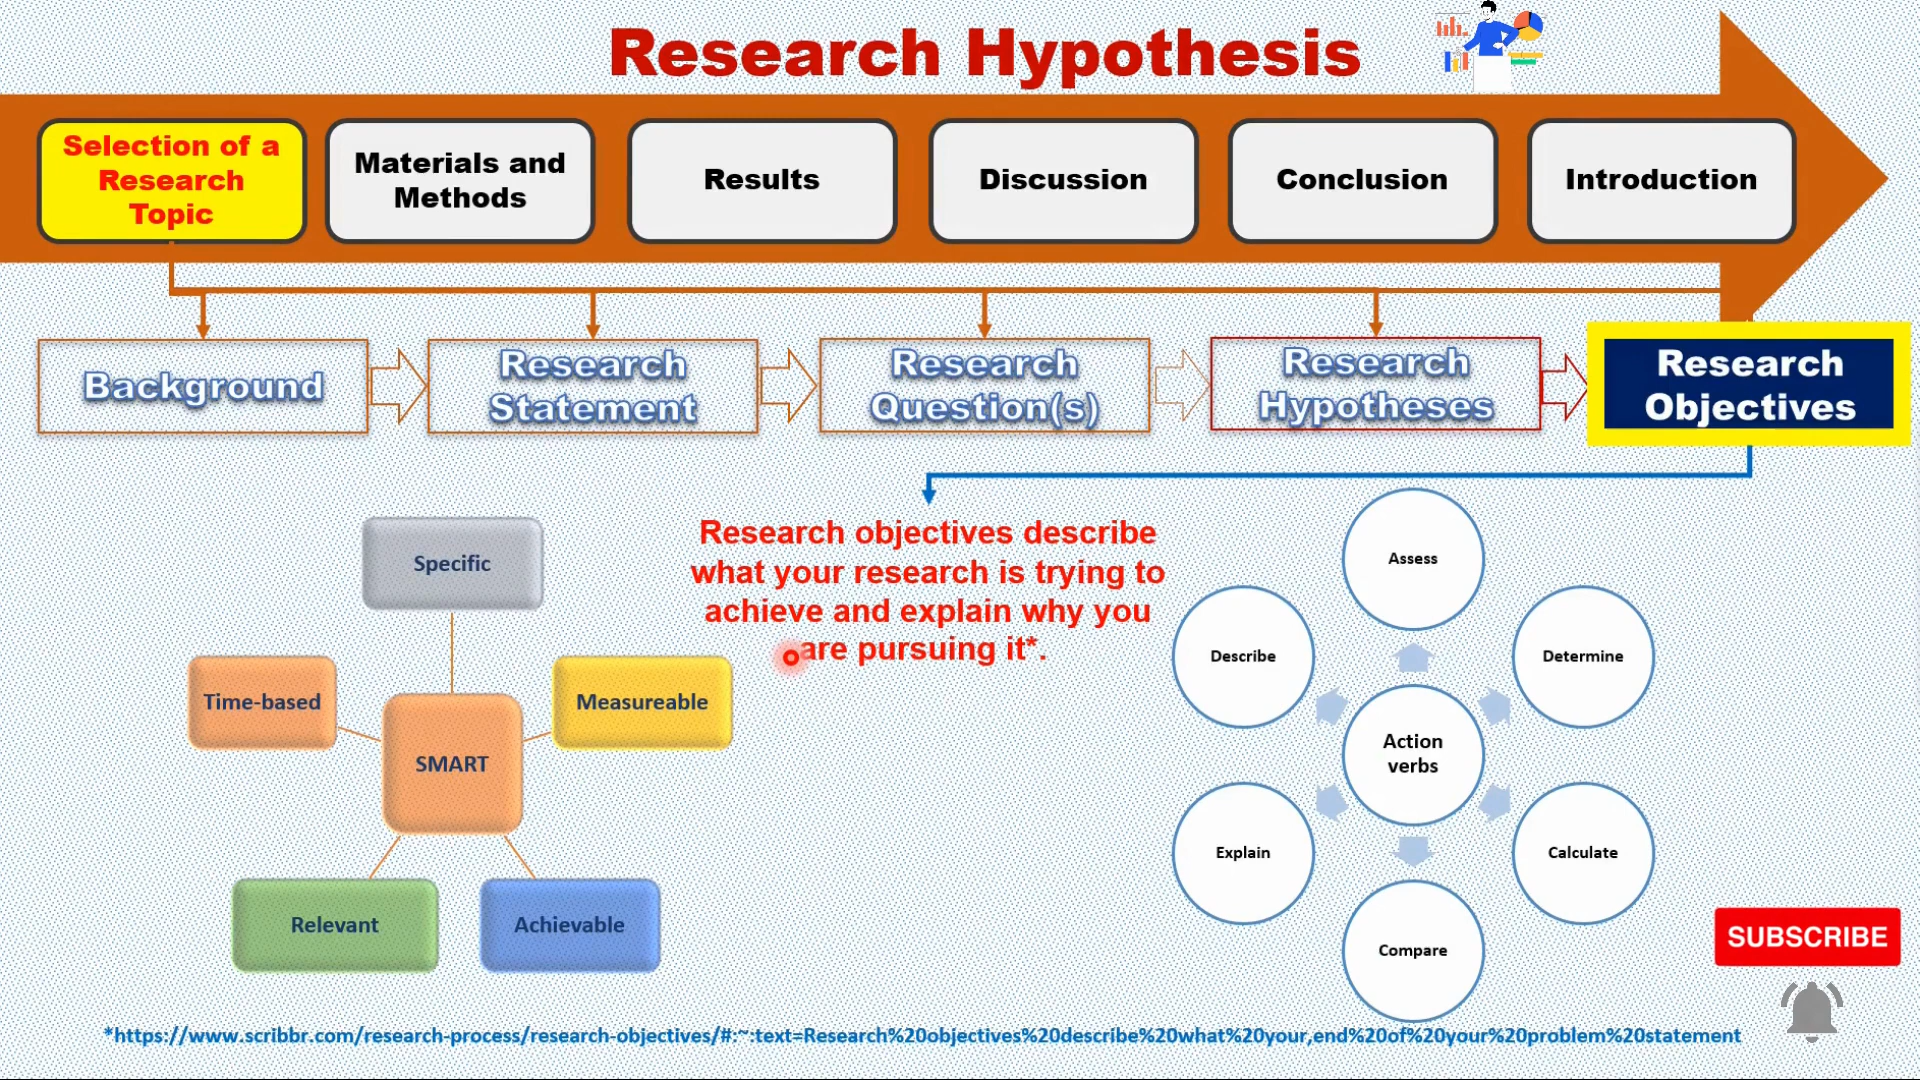 Research Hypothesis
Selection of a
Research
Topic
Materials and
Methods
Results
Discussion
Conclusion
Introduction
Background
Research
Statement
Research
Question(s)
Research
Hypotheses
Research
Objectives
Research objectives describe
what your research is trying to
achieve and explain why you
are pursuing it*.
Specific
Time-based
Measureable
SMART
Relevant
Achievable
Assess
Describe
Determine
Action
verbs
Explain
Calculate
Compare
SUBSCRIBE
*https://www.scribbr.com/research-process/research-objectives/#:~:text=Research%20objectives%20describe%20what%20your,end%20of%20your%20problem%20statement